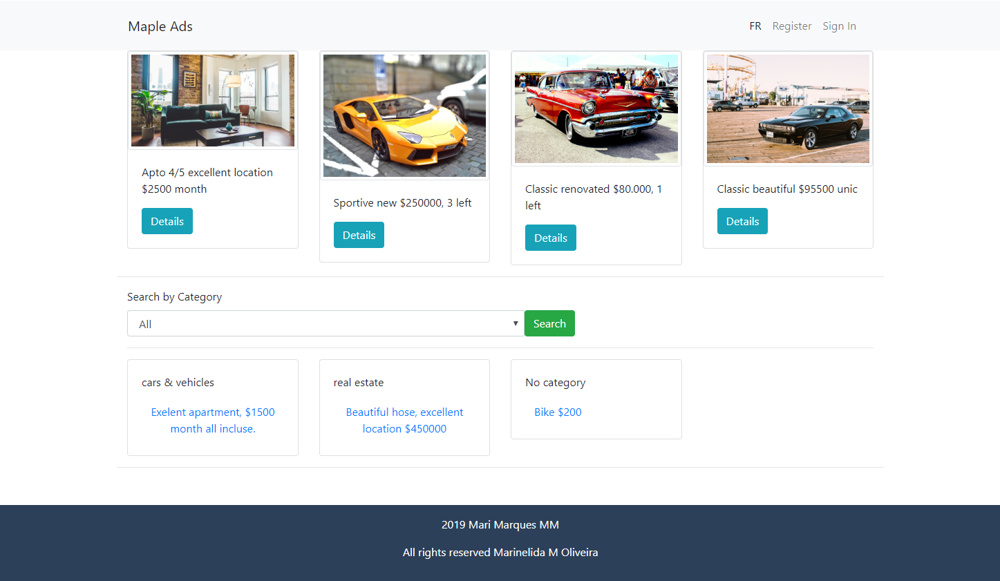 Maple Ads
FR Register Sign In
Apto 4/5 excellent location
$2500 month
Details
Sportive new $250000, 3 left
Details
Classic renovated $80.000, 1
left
Details
Classic beautiful $95500 unic
Details
Search by Category
All
Search
cars & vehicles
Exelent apartment, $1500
month all incluse.
real estate
Beautiful hose, excellent
location $450000
No category
Bike $200
2019 Mari Marques MM
All rights reserved Marinelida M Oliveira